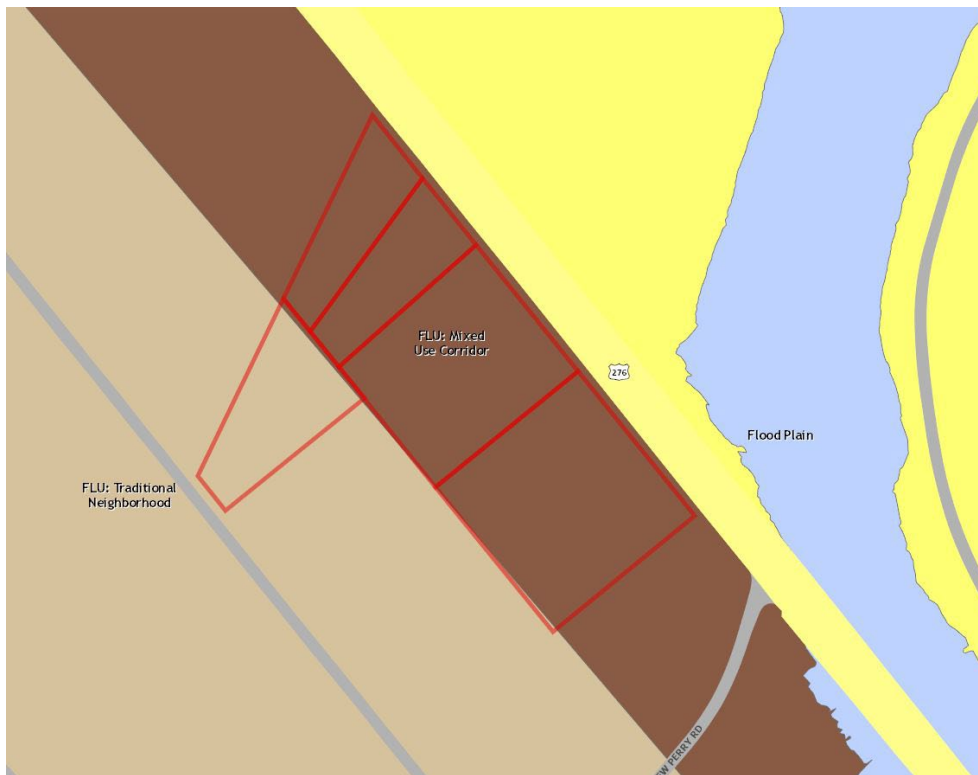 FLU: Mixed
Use Corridor
276
Flood Plain
FLU: Traditional
Neighborhood
PERRY RD